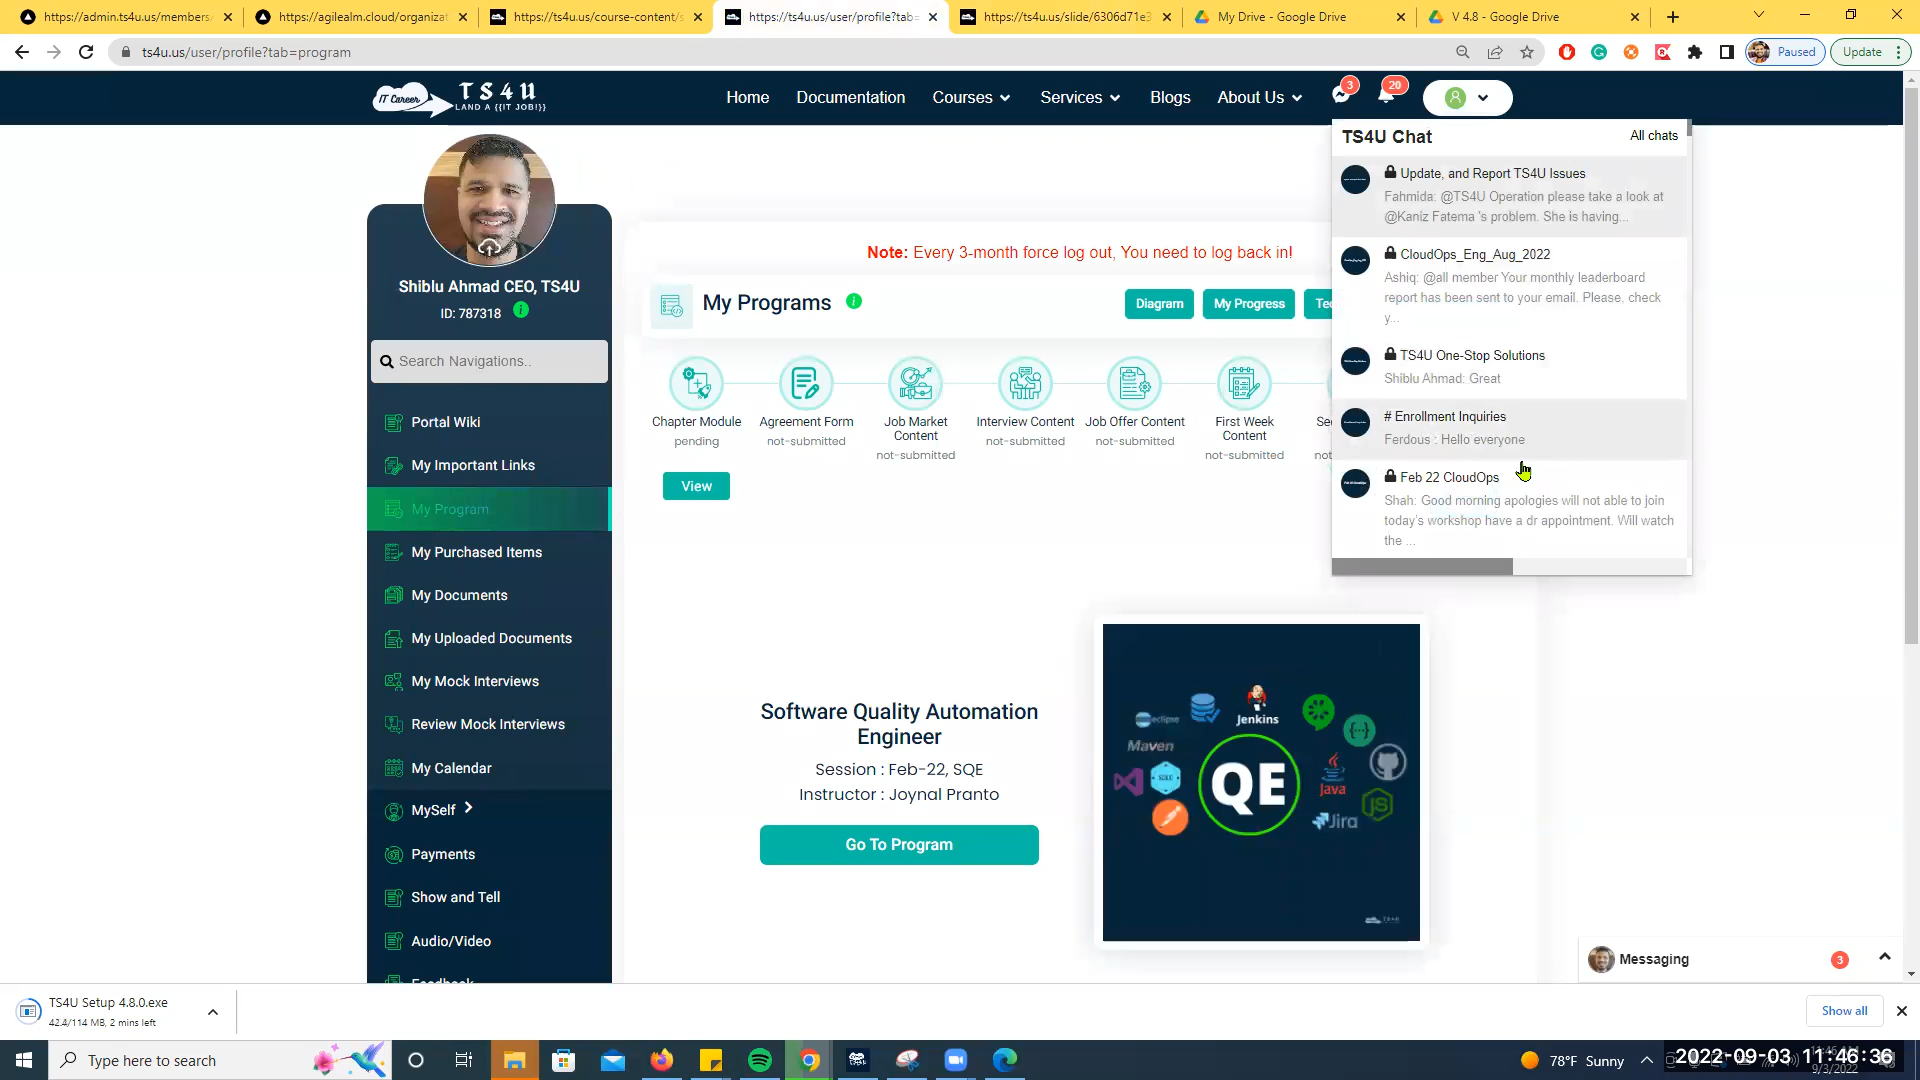 https://admin.ts4u.us/members/
https://agilealm.cloud/organizat
https://ts4u.us/course-content/s
https://ts4u.us/user/profile?tab=
https://ts4u.us/slide/6306d71e3
My Drive - Google Drive
V 4.8 - Google Drive
ts4u.us/user/profile?tab=program
Paused
Update
IT Career
TS4U
LAND A {{IT JOB!}}
Home
Documentation
Courses
Services
Blogs
About Us
3
20
TS4U Chat
All chats
Update, and Report TS4U Issues
Fahmida: @TS4U Operation please take a look at
@Kaniz Fatema 's problem. She is having...
CloudOps_Eng_Aug_2022
Ashiq: @all member Your monthly leaderboard
report has been sent to your email. Please, check
y...
TS4U One-Stop Solutions
Shiblu Ahmad: Great
# Enrollment Inquiries
Ferdous : Hello everyone
Feb 22 CloudOps
Shah: Good morning apologies will not able to join
today's workshop have a dr appointment. Will watch
the ...
Shiblu Ahmad CEO, TS4U
ID: 787318
Search Navigations..
Portal Wiki
My Important Links
My Program
My Purchased Items
My Documents
My Uploaded Documents
My Mock Interviews
Review Mock Interviews
My Calendar
MySelf
Payments
Show and Tell
Audio/Video
Feedback
Note: Every 3-month force log out, You need to log back in!
My Programs
Diagram
My Progress
Tec
Chapter Module
pending
Agreement Form
not-submitted
Job Market
Content
not-submitted
Interview Content
not-submitted
Job Offer Content
not-submitted
First Week
Content
not-submitted
Se
not-
View
Software Quality Automation
Engineer
Session : Feb-22, SQE
Instructor : Joynal Pranto
Go To Program
eclipse
Jenkins
Maven
QE
Java
Jira
TS4U
Messaging
3
TS4U Setup 4.8.0.exe
42.4/114 MB, 2 mins left
Show all
Type here to search
78°F Sunny
2022-09-03 11:46:36
9/3/2022